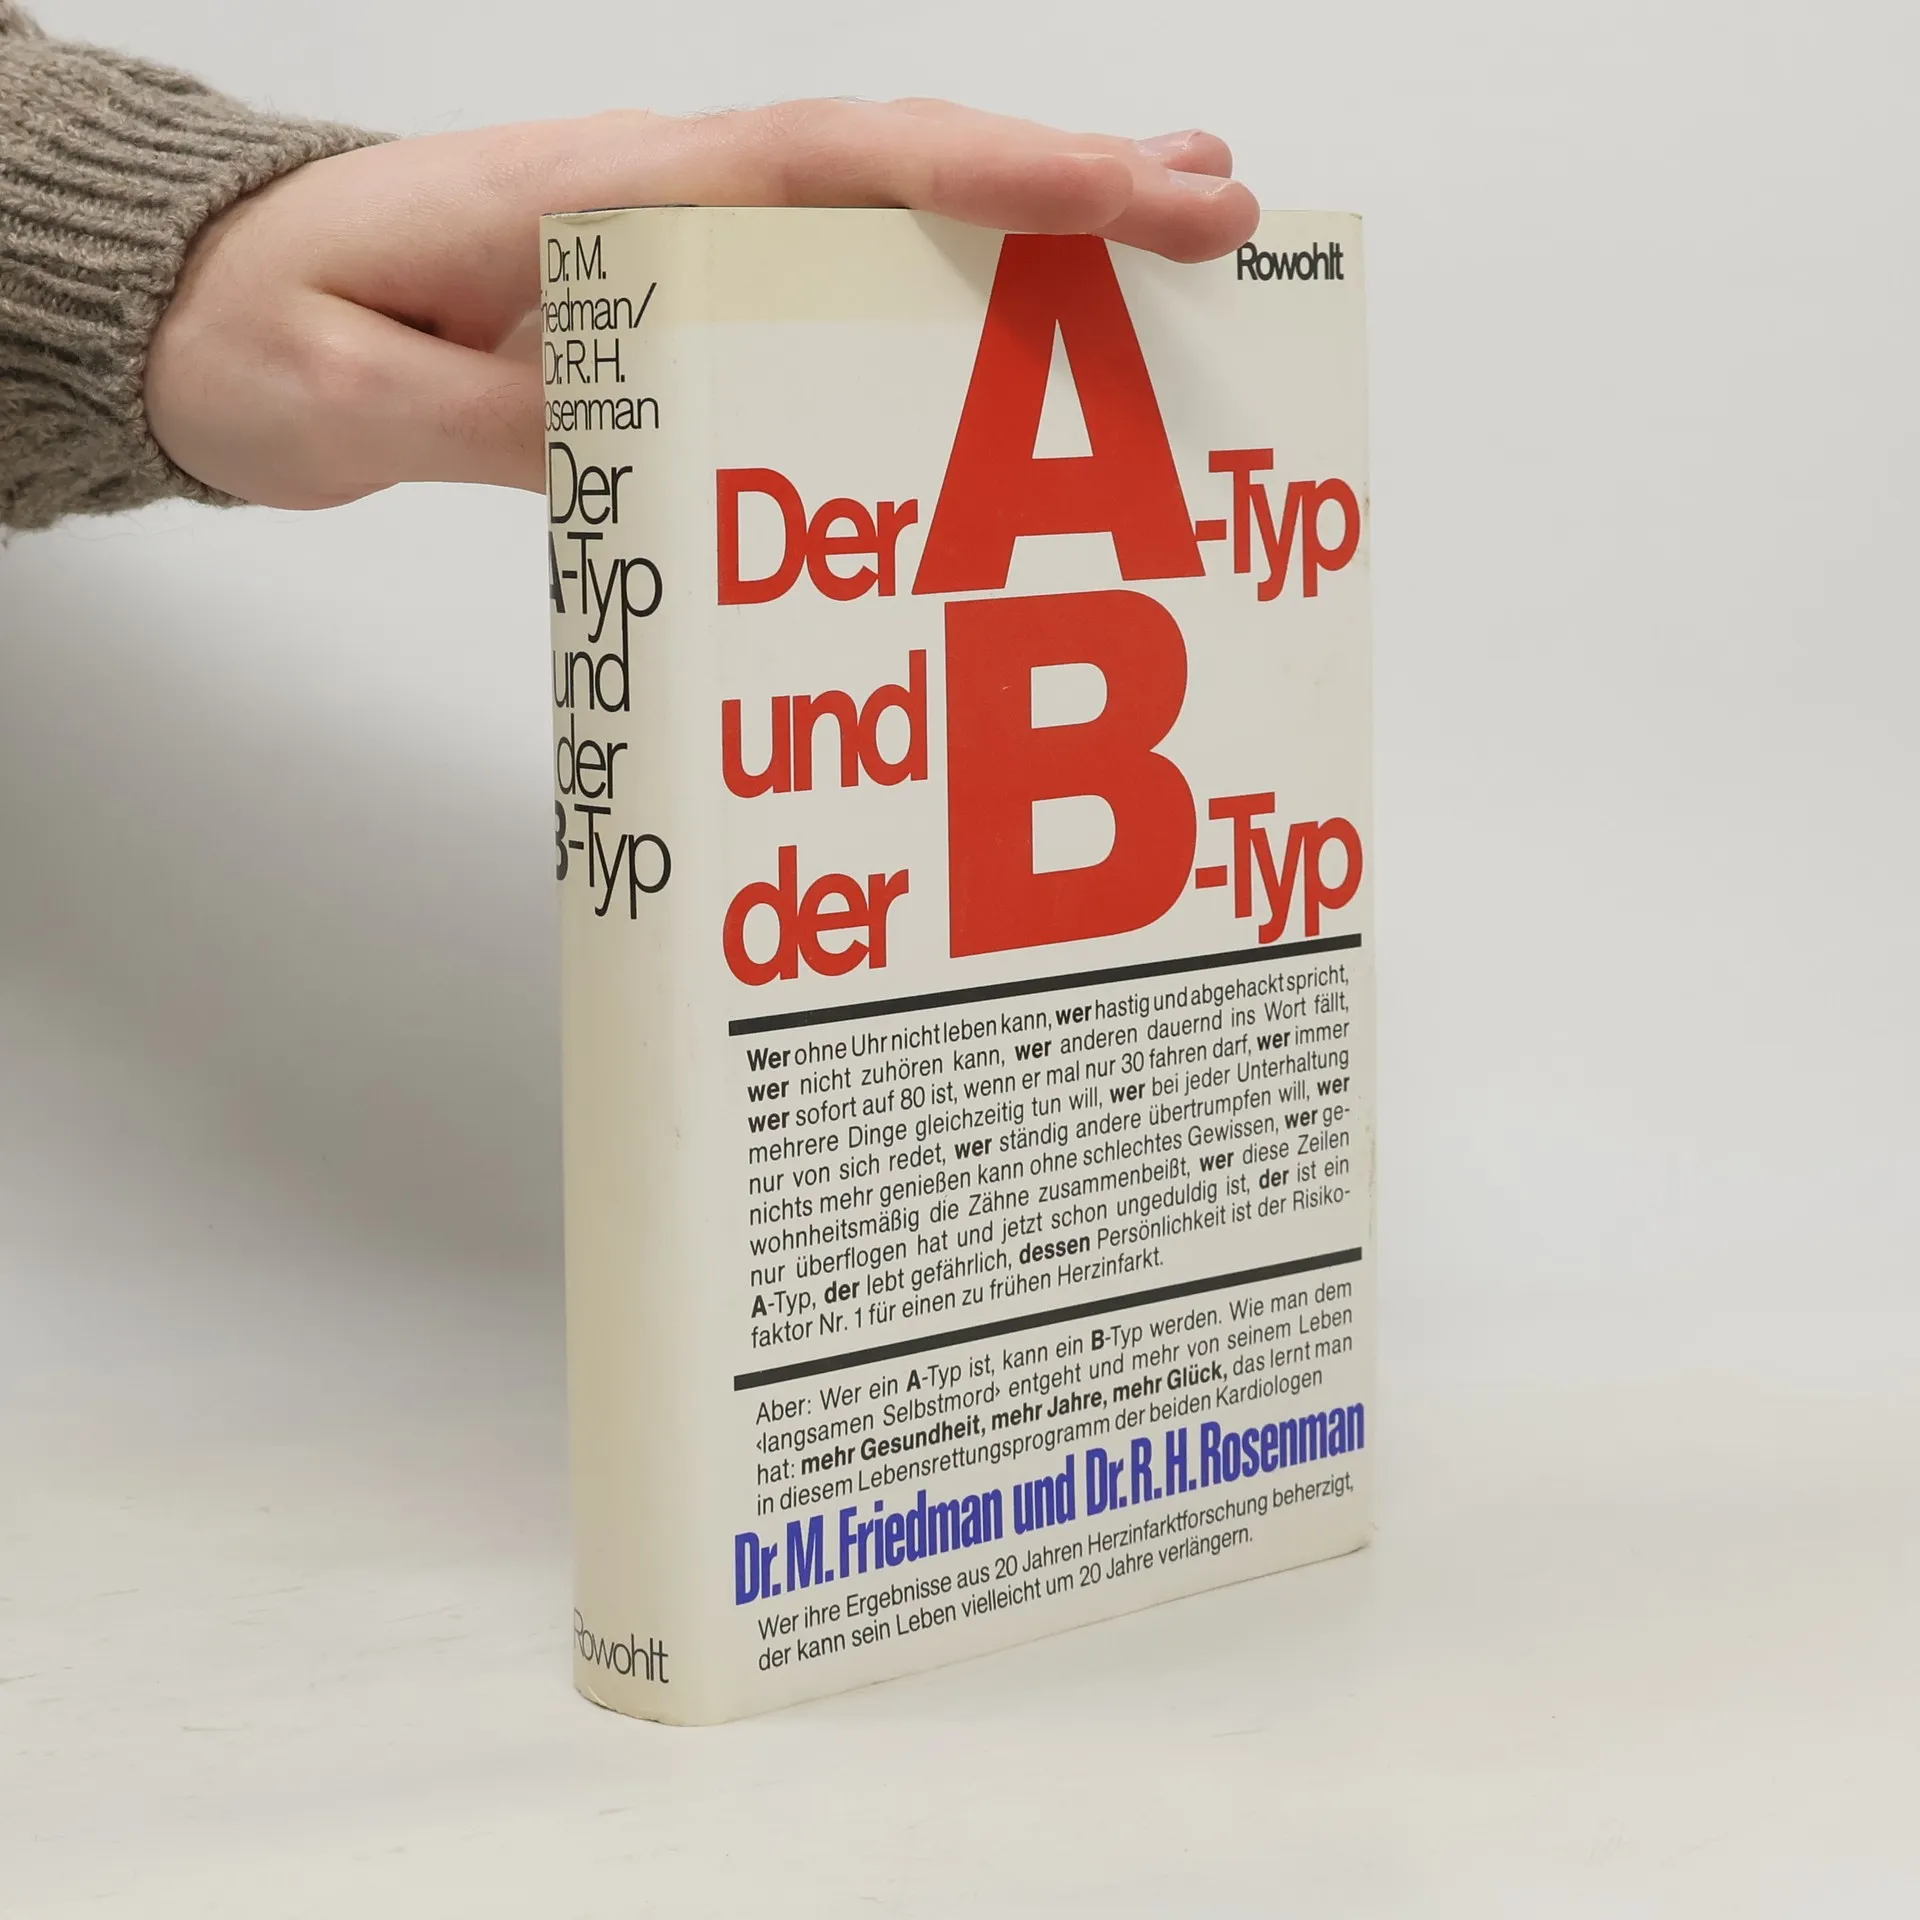 Dr. M.
Friedman/
Dr. R. H.
Rosenman
Der
A-Typ
und
der
B-Typ
Rowohlt
Rowohlt
Der A-Typ
und
der B-Typ
Wer ohne Uhr nicht leben kann, wer hastig und abgehackt spricht,
wer nicht zuhören kann, wer anderen dauernd ins Wort fällt,
wer sofort auf 80 ist, wenn er mal nur 30 fahren darf, wer immer
mehrere Dinge gleichzeitig tun will, wer bei jeder Unterhaltung
nur von sich redet, wer ständig andere übertrumpfen will, wer
nichts mehr genießen kann ohne schlechtes Gewissen, wer ge-
wohnheitsmäßig die Zähne zusammenbeißt, wer diese Zeilen
nur überflogen hat und jetzt schon ungeduldig ist, der ist ein
A-Typ, der lebt gefährlich, dessen Persönlichkeit ist der Risiko-
faktor Nr. 1 für einen zu frühen Herzinfarkt.
Aber: Wer ein A-Typ ist, kann ein B-Typ werden. Wie man dem
‹langsamen Selbstmord› entgeht und mehr von seinem Leben
hat: mehr Gesundheit, mehr Jahre, mehr Glück, das lernt man
in diesem Lebensrettungsprogramm der beiden Kardiologen
Dr. M. Friedman und Dr. R. H. Rosenman
Wer ihre Ergebnisse aus 20 Jahren Herzinfarktforschung beherzigt,
der kann sein Leben vielleicht um 20 Jahre verlängern.